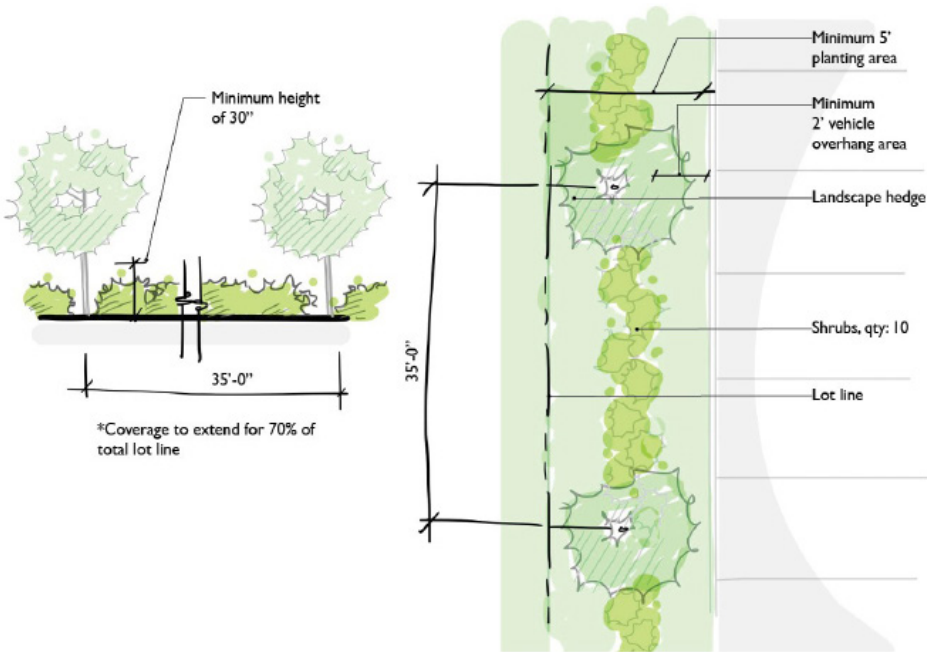 Minimum height
of 30”
35’-0”
*Coverage to extend for 70% of
total lot line
35’-0”
Minimum 5’
planting area
Minimum
2’ vehicle
overhang area
Landscape hedge
Shrubs, qty: 10
Lot line